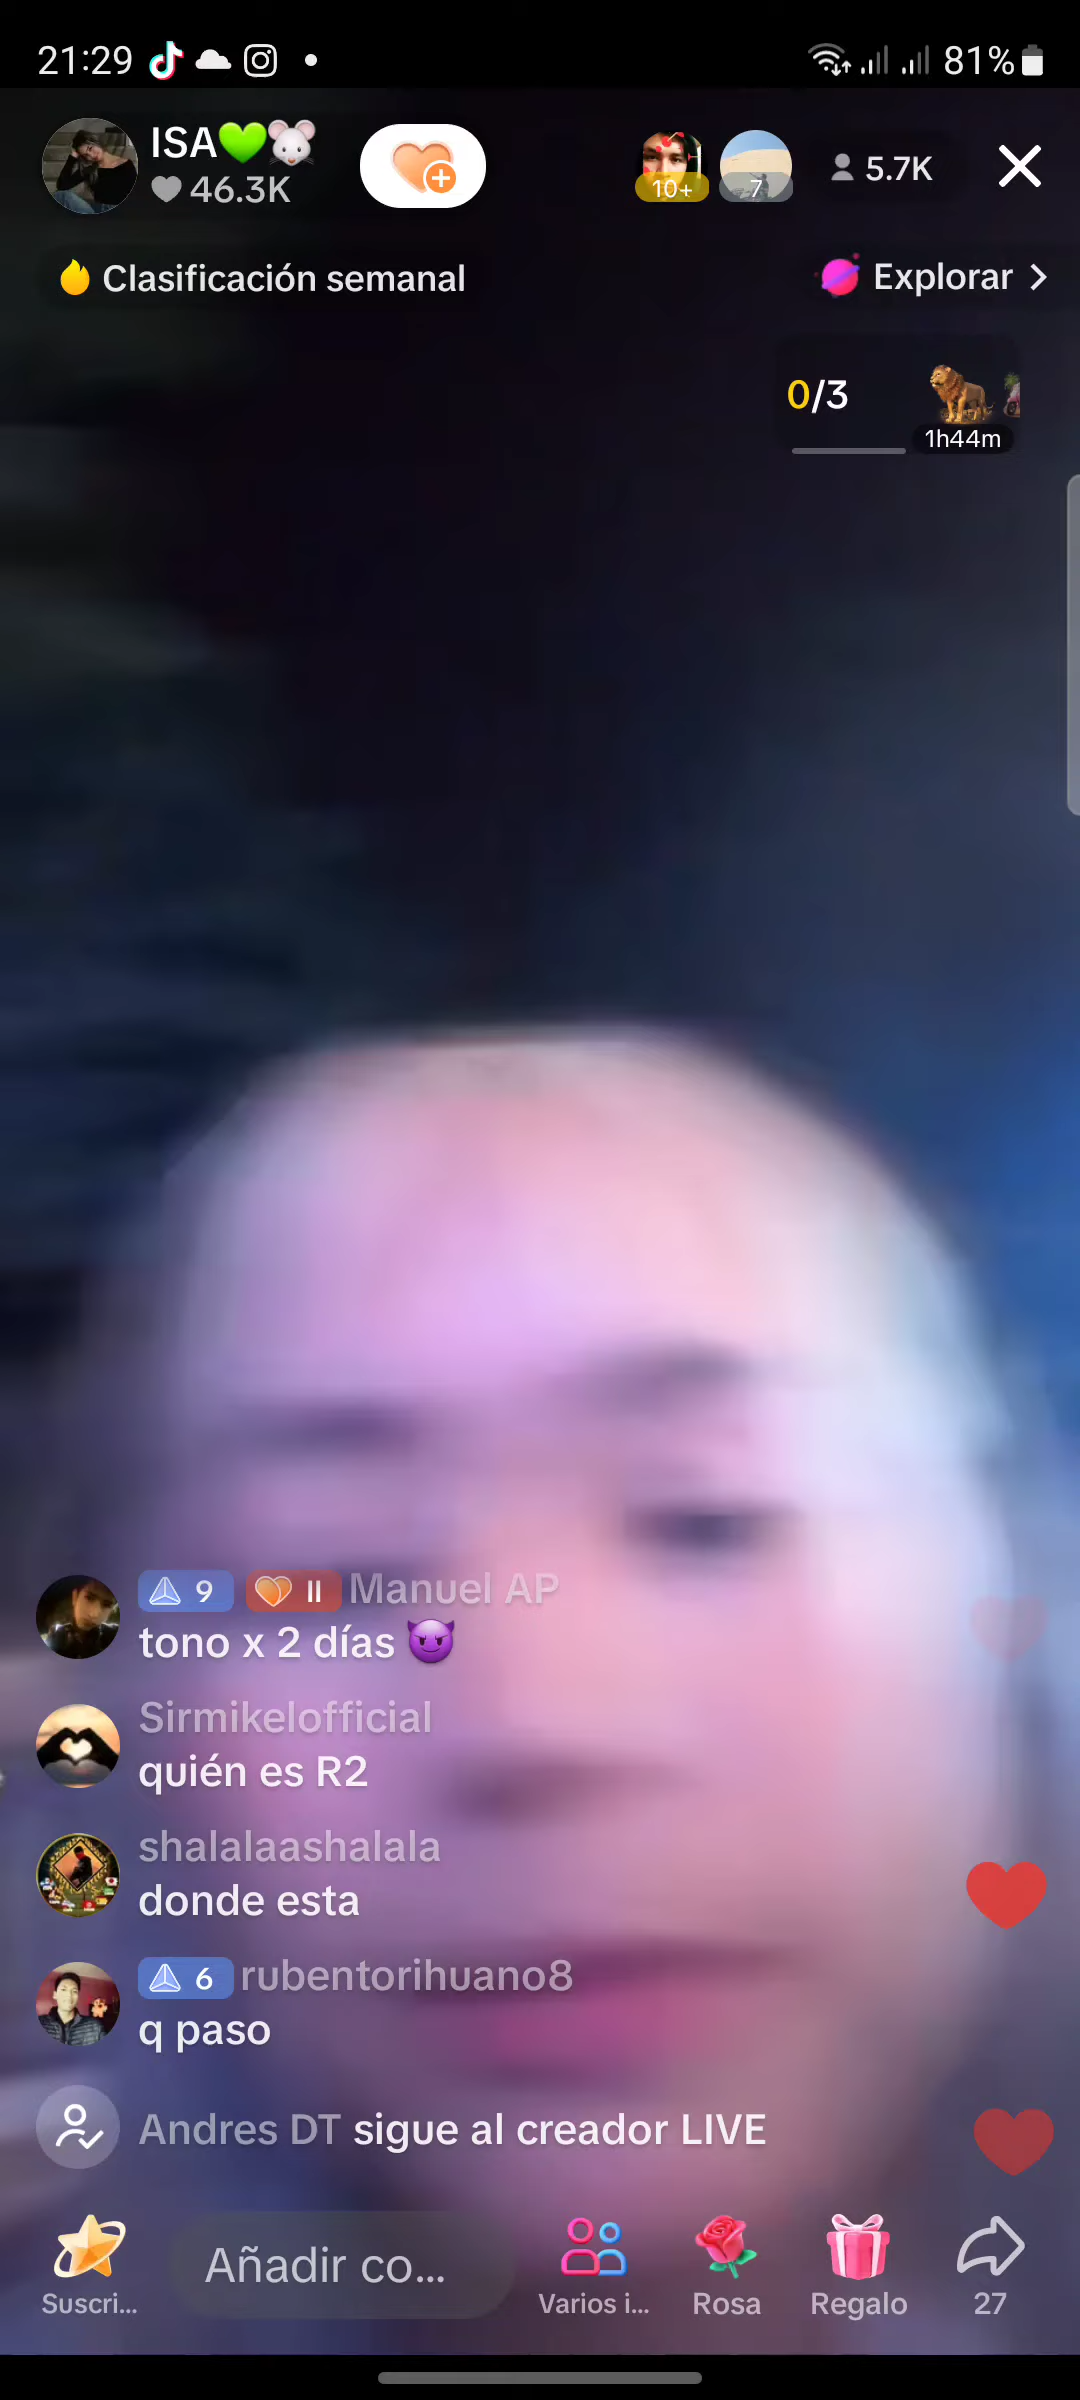 21:29
81%
ISA💚🐭
46.3K
10+
7
5.7K
Clasificación semanal
Explorar
0/3
1h44m
9 II Manuel AP
tono x 2 días 😈
Sirmikelofficial
quién es R2
shalalaashalala
donde esta
6 rubentorihuano8
q paso
Andres DT sigue al creador LIVE
Añadir co...
Suscri...
Varios i...
Rosa
Regalo
27